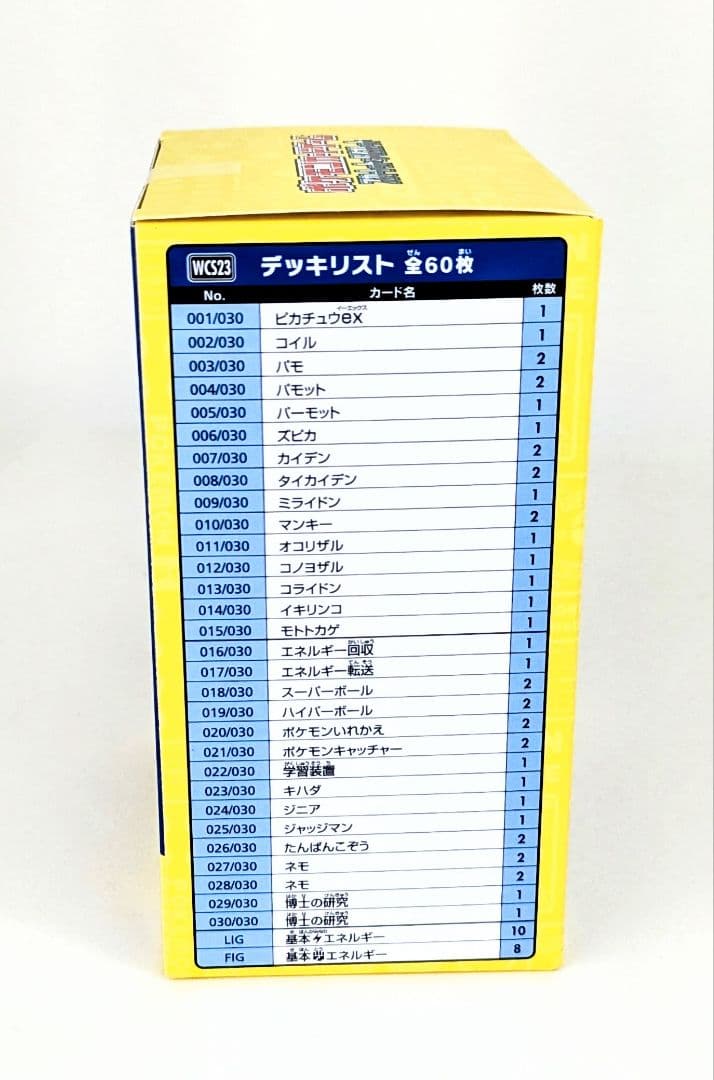 WCS23 デッキリスト 全60枚
No. カード名 枚数
001/030 ピカチュウex 1
002/030 コイル 1
003/030 パモ 2
004/030 パモット 2
005/030 パーモット 1
006/030 ズピカ 1
007/030 カイデン 2
008/030 タイカイデン 2
009/030 ミライドン 1
010/030 マンキー 2
011/030 オコリザル 1
012/030 コノヨザル 1
013/030 コライドン 1
014/030 イキリンコ 1
015/030 モトトカゲ 1
016/030 エネルギー回収 1
017/030 エネルギー転送 1
018/030 スーパーボール 2
019/030 ハイパーボール 2
020/030 ポケモンいれかえ 2
021/030 ポケモンキャッチャー 2
022/030 学習装置 1
023/030 キハダ 1
024/030 ジニア 1
025/030 ジャッジマン 1
026/030 たんぱんこぞう 2
027/030 ネモ 2
028/030 ネモ 2
029/030 博士の研究 1
030/030 博士の研究 1
LIG 基本エネルギー 10
FIG 基本エネルギー 8